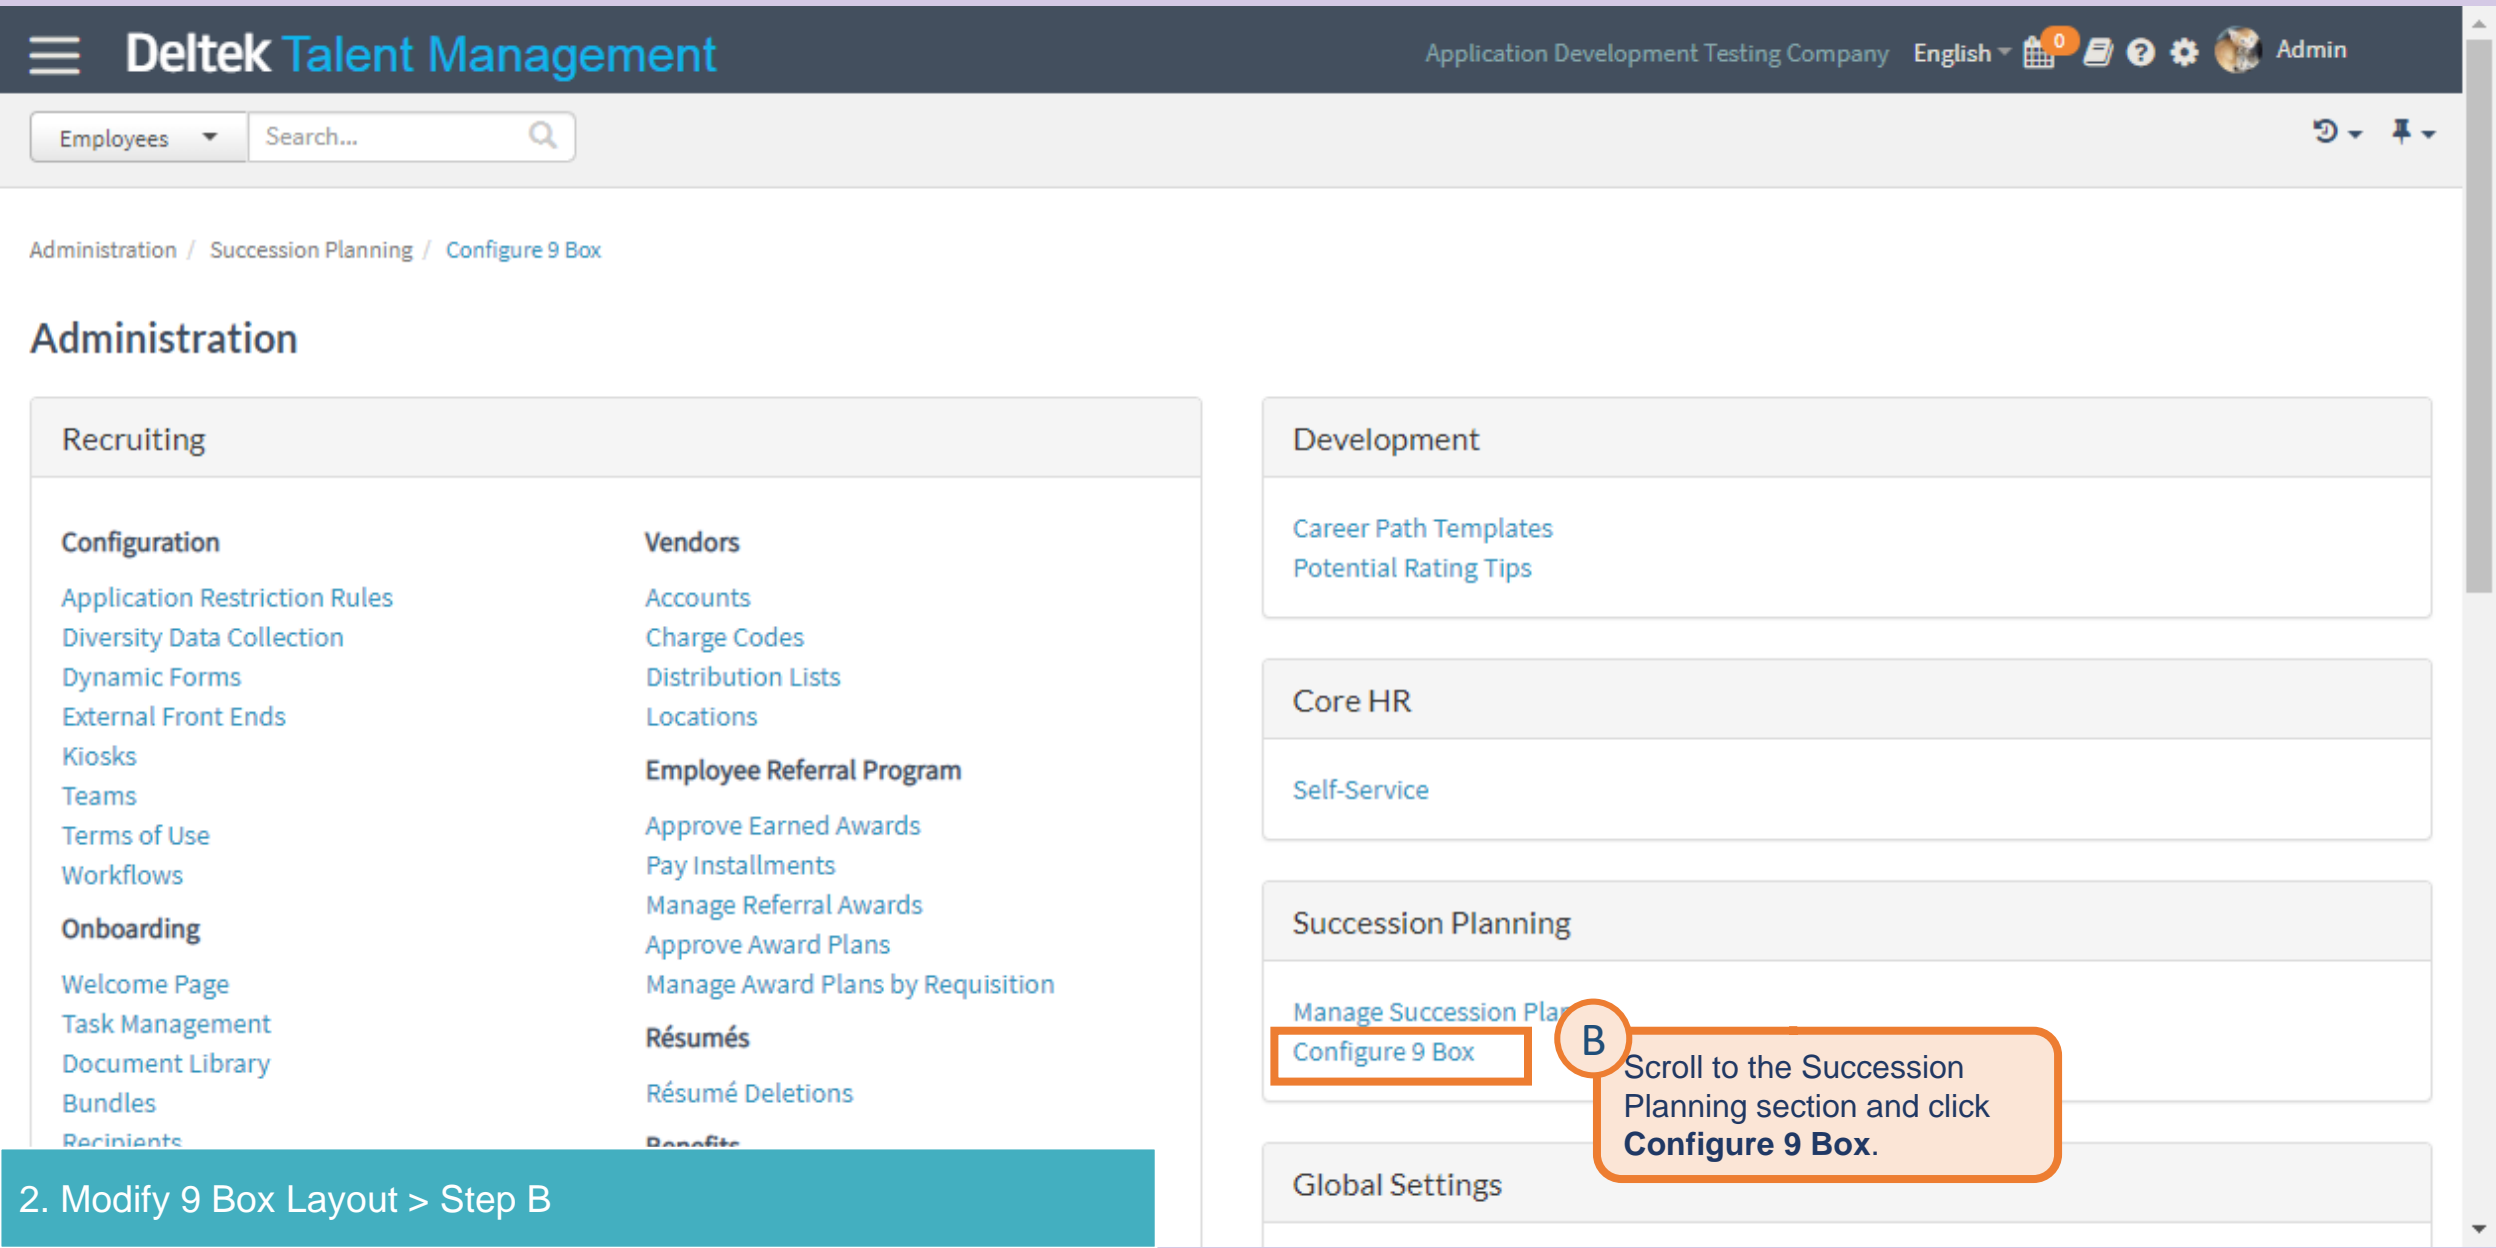 Deltek Talent Management
Application Development Testing Company English 0 Admin
Employees Search...
Administration / Succession Planning / Configure 9 Box
Administration
Recruiting
Configuration
Application Restriction Rules
Diversity Data Collection
Dynamic Forms
External Front Ends
Kiosks
Teams
Terms of Use
Workflows
Onboarding
Welcome Page
Task Management
Document Library
Bundles
Recipients
Vendors
Accounts
Charge Codes
Distribution Lists
Locations
Employee Referral Program
Approve Earned Awards
Pay Installments
Manage Referral Awards
Approve Award Plans
Manage Award Plans by Requisition
Résumés
Résumé Deletions
Benefits
Development
Career Path Templates
Potential Rating Tips
Core HR
Self-Service
Succession Planning
Manage Succession Plan
Configure 9 Box
B
Scroll to the Succession
Planning section and click
Configure 9 Box.
Global Settings
2. Modify 9 Box Layout > Step B